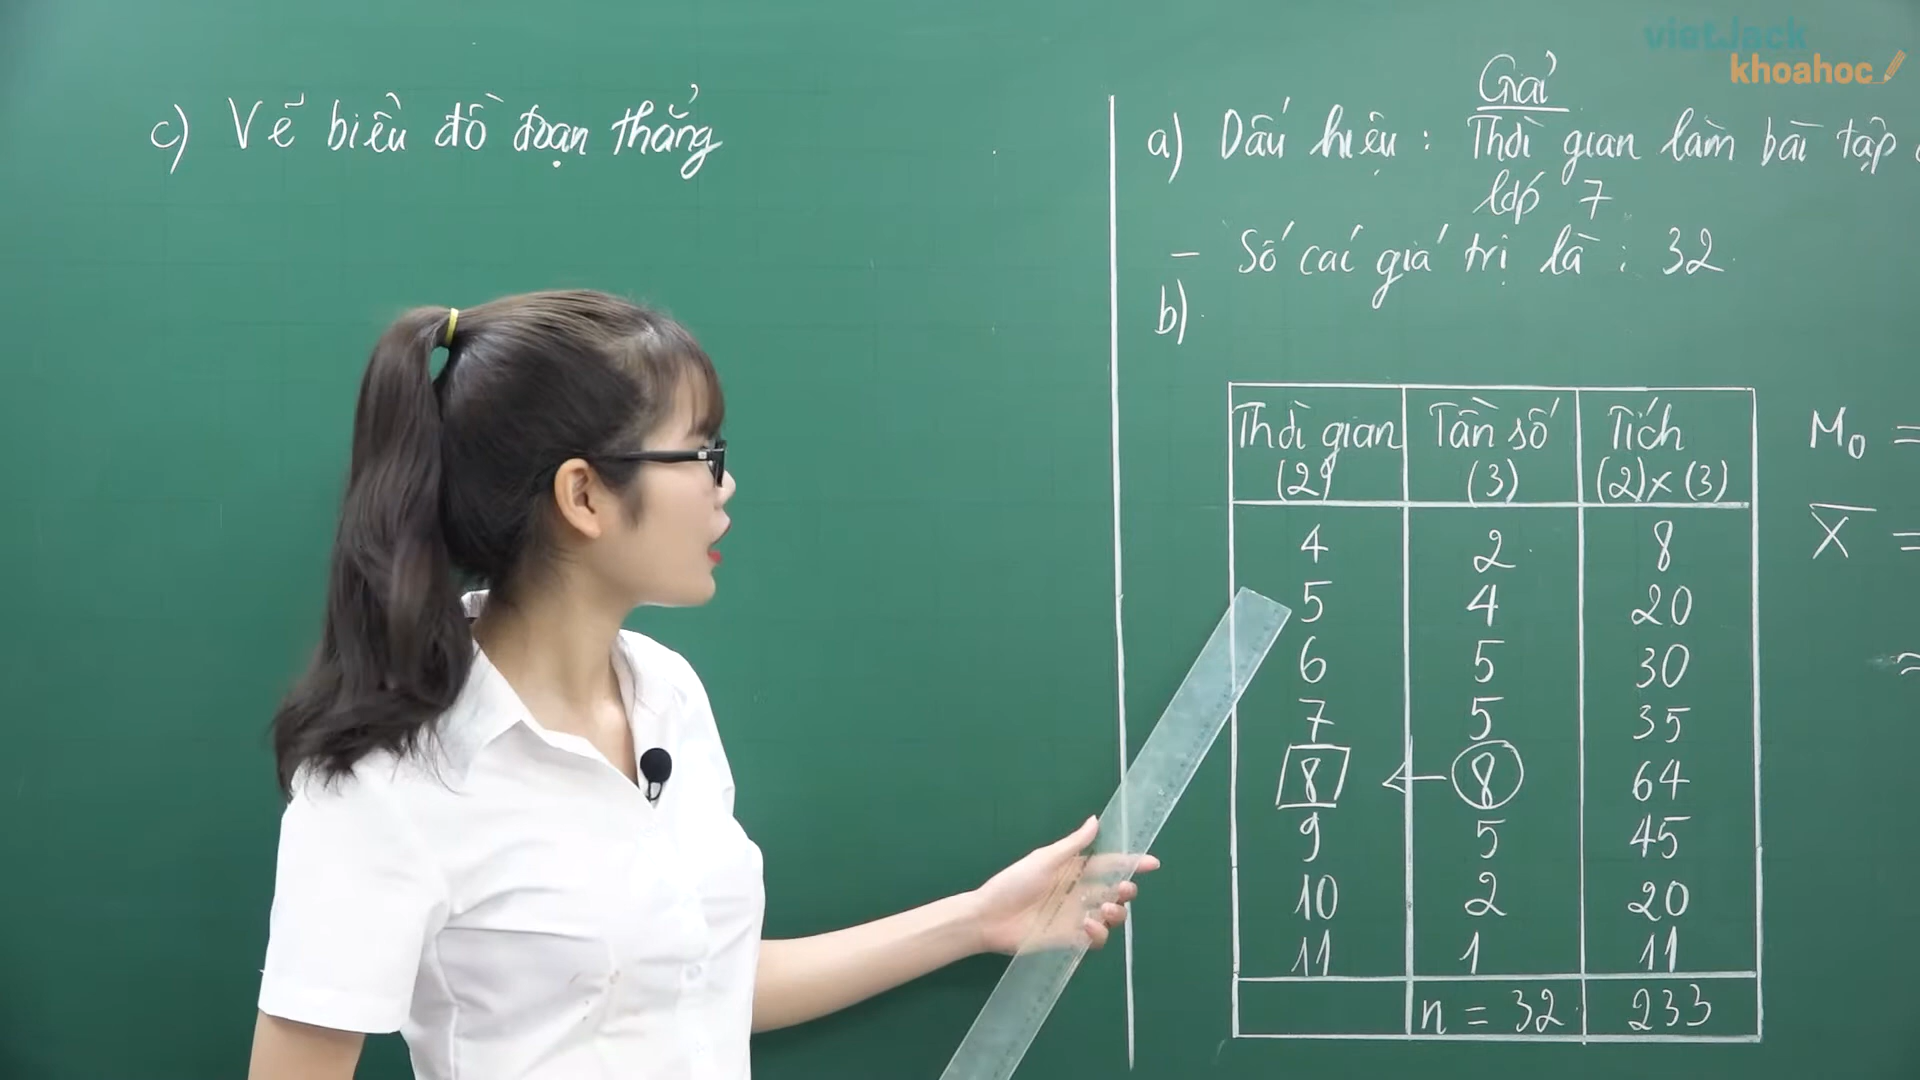 vietjack
khoahoc
c) Vẽ biểu đồ đoạn thẳng
Giải
a) Dấu hiệu : Thời gian làm bài tập
lớp 7
- Số các giá trị là : 32
b)
Thời gian Tần số Tích
(2) (3) (2) x (3)
4 2 8
5 4 20
6 5 30
7 5 35
8 ← 8 64
9 5 45
10 2 20
11 1 11
n = 32 233
M₀ =
X̅ =
≈